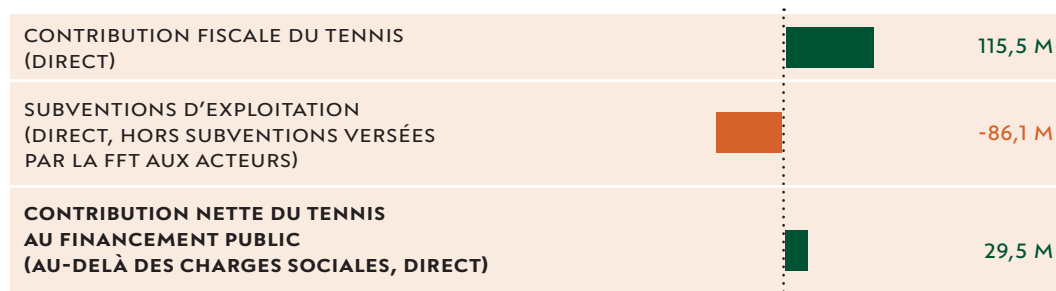 CONTRIBUTION FISCALE DU TENNIS
(DIRECT)
115,5 M
SUBVENTIONS D'EXPLOITATION
(DIRECT, HORS SUBVENTIONS VERSÉES
PAR LA FFT AUX ACTEURS)
-86,1 M
CONTRIBUTION NETTE DU TENNIS
AU FINANCEMENT PUBLIC
(AU-DELÀ DES CHARGES SOCIALES, DIRECT)
29,5 M